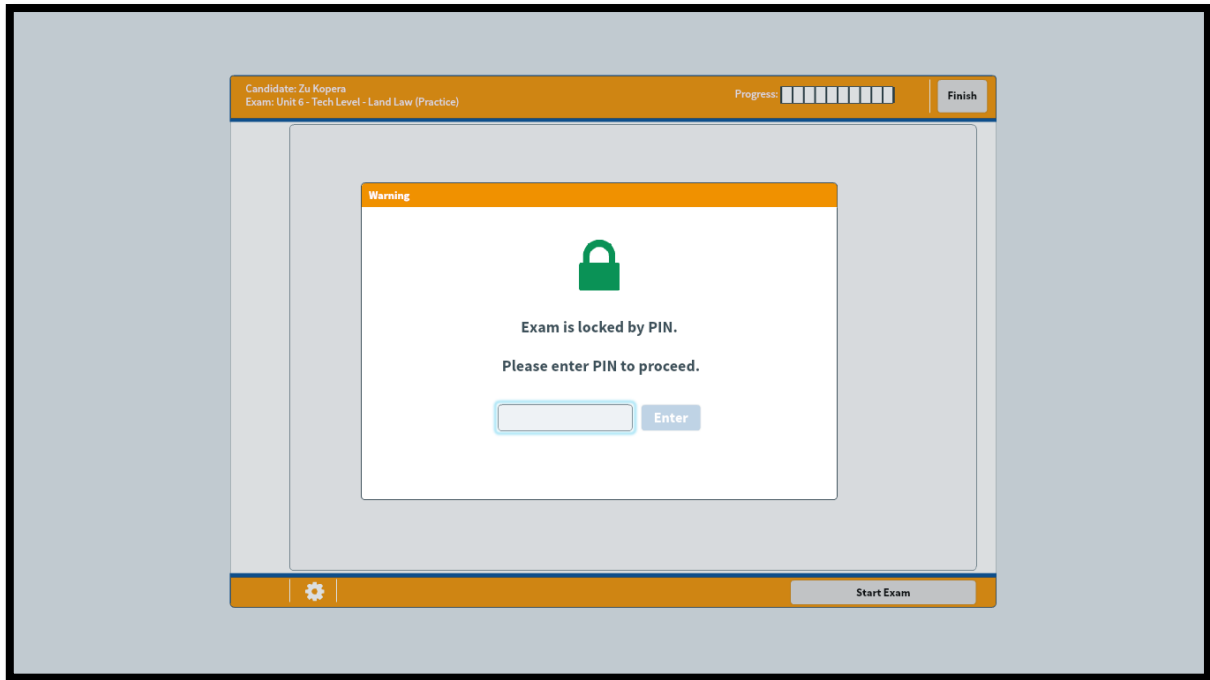 Candidate: Zu Kopera
Exam: Unit 6 - Tech Level - Land Law (Practice)
Progress:
Finish
Warning
Exam is locked by PIN.
Please enter PIN to proceed.
Enter
Start Exam